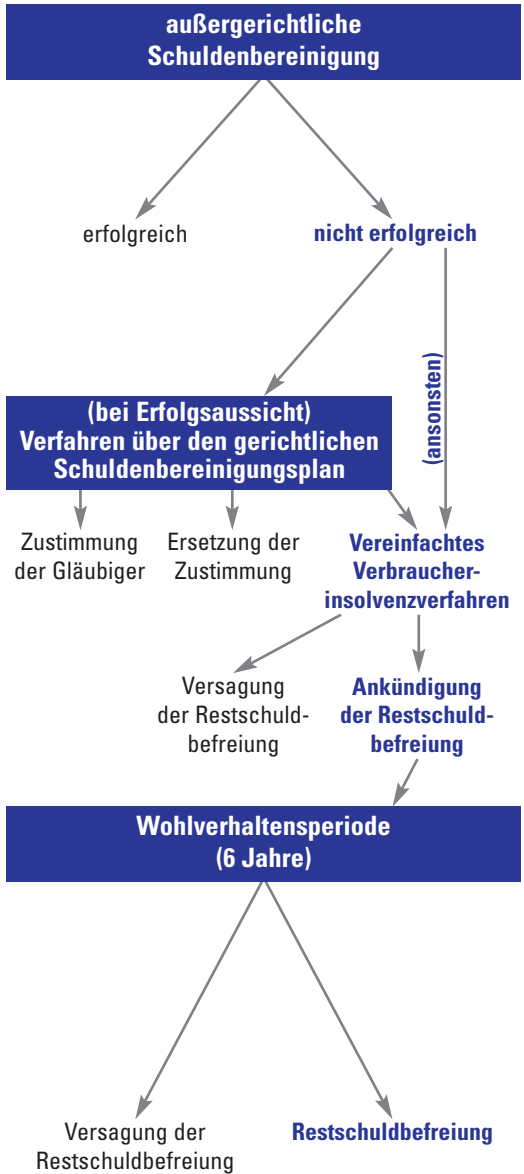 außergerichtliche
Schuldenbereinigung
erfolgreich
nicht erfolgreich
(ansonsten)
(bei Erfolgsaussicht)
Verfahren über den gerichtlichen
Schuldenbereinigungsplan
Zustimmung
der Gläubiger
Ersetzung der
Zustimmung
Vereinfachtes
Verbraucher-
insolvenzverfahren
Versagung
der Restschuld-
befreiung
Ankündigung
der Restschuld-
befreiung
Wohlverhaltensperiode
(6 Jahre)
Versagung der
Restschuldbefreiung
Restschuldbefreiung